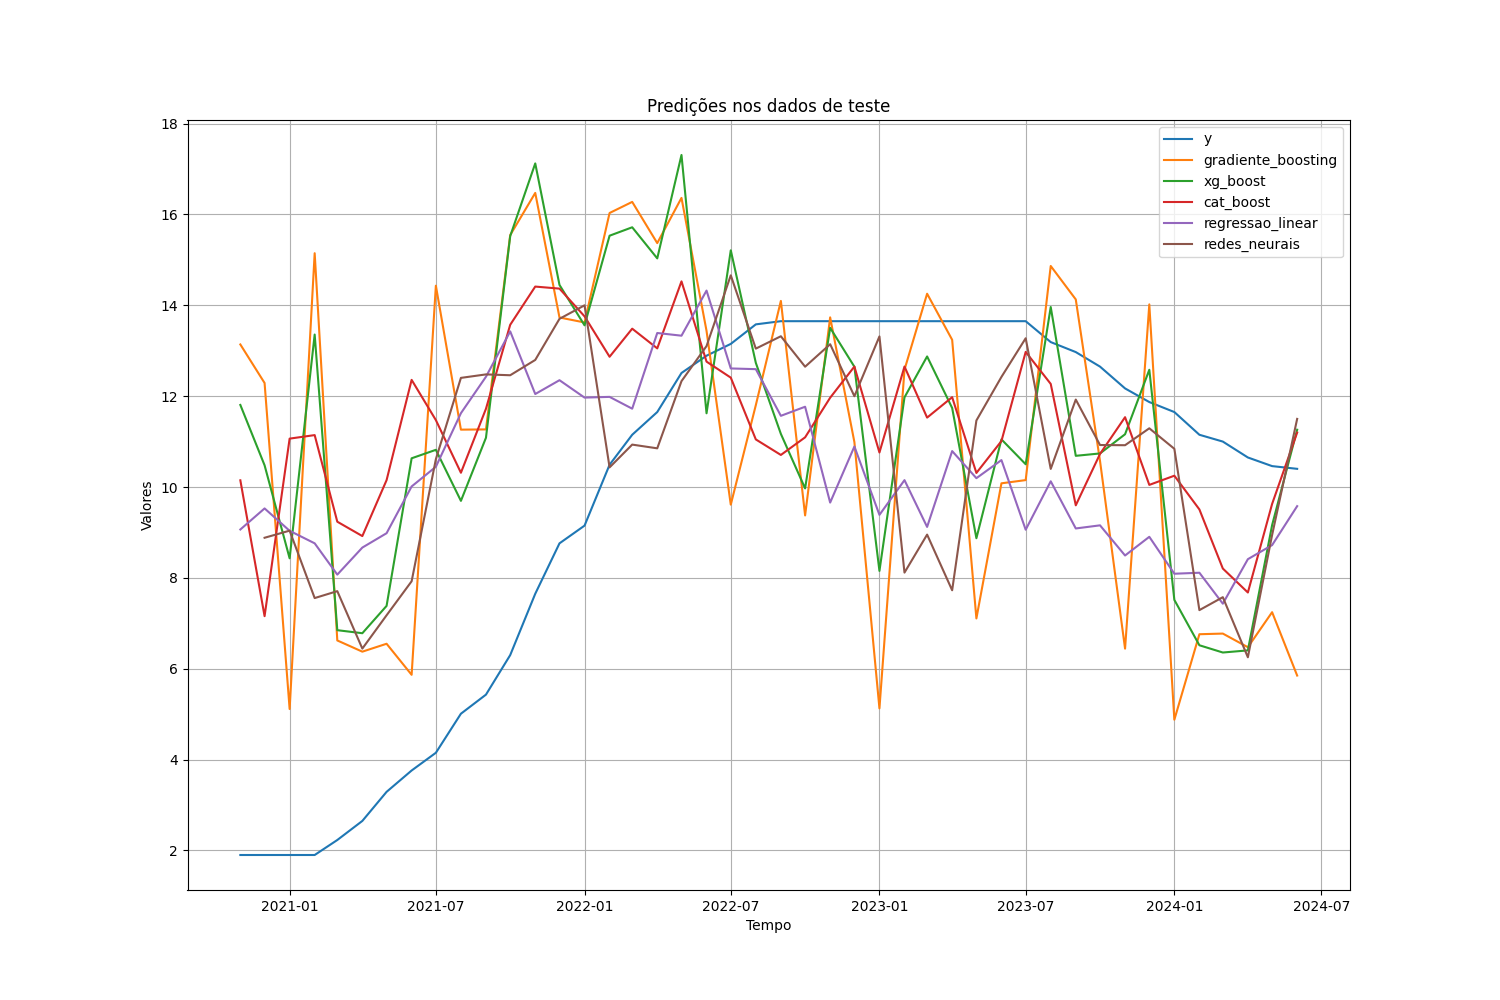 Predições nos dados de teste
18
16
14
12
10
8
6
4
2
Valores
y
gradiente_boosting
xg_boost
cat_boost
regressao_linear
redes_neurais
2021-01
2021-07
2022-01
2022-07
2023-01
2023-07
2024-01
2024-07
Tempo